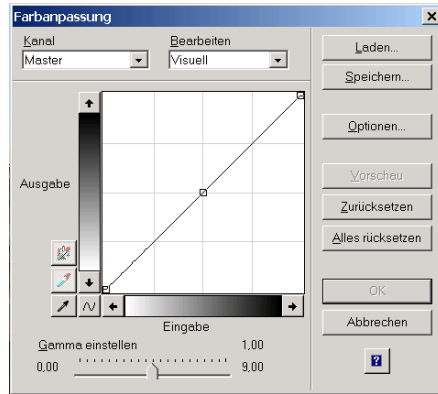 Farbanpassung
Kanal
Bearbeiten
Master
Visuell
Laden...
Speichern...
Optionen...
Vorschau
Zurücksetzen
Alles rücksetzen
OK
Abbrechen
?
Ausgabe
Eingabe
Gamma einstellen 1,00
0,00 9,00